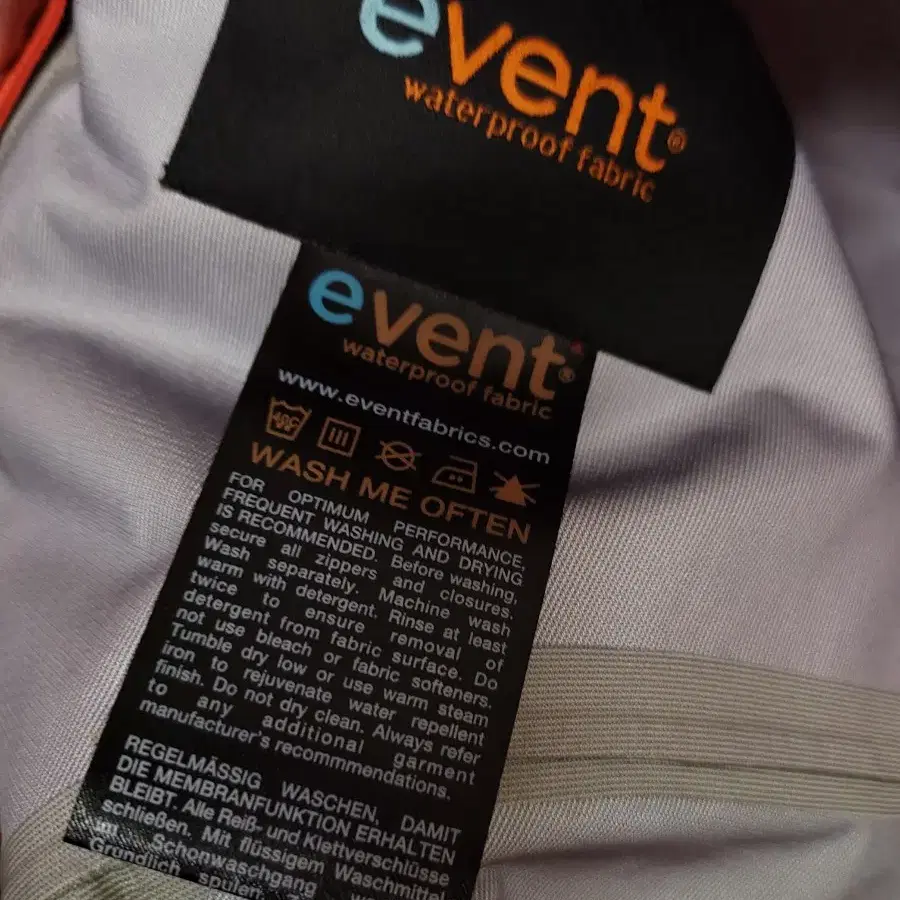 event®
waterproof fabric
event®
waterproof fabric
www.eventfabrics.com
40C
WASH ME OFTEN
FOR OPTIMUM PERFORMANCE,
FREQUENT WASHING AND DRYING
IS RECOMMENDED. Before washing,
secure all zippers and closures.
Wash separately. Machine wash
warm with detergent. Rinse at least
twice to ensure removal of
detergent from fabric surface. Do
not use bleach or fabric softeners.
Tumble dry low or use warm steam
iron to rejuvenate water repellent
finish. Do not dry clean. Always refer
to any additional garment
manufacturer's recommmendations.
REGELMÄSSIG WASCHEN, DAMIT
DIE MEMBRANFUNKTION ERHALTEN
BLEIBT. Alle Reiß- und Klettverschlüsse
schließen. Mit flüssigem Waschmittel
im Schonwaschgang waschen.
Gründlich spülen.